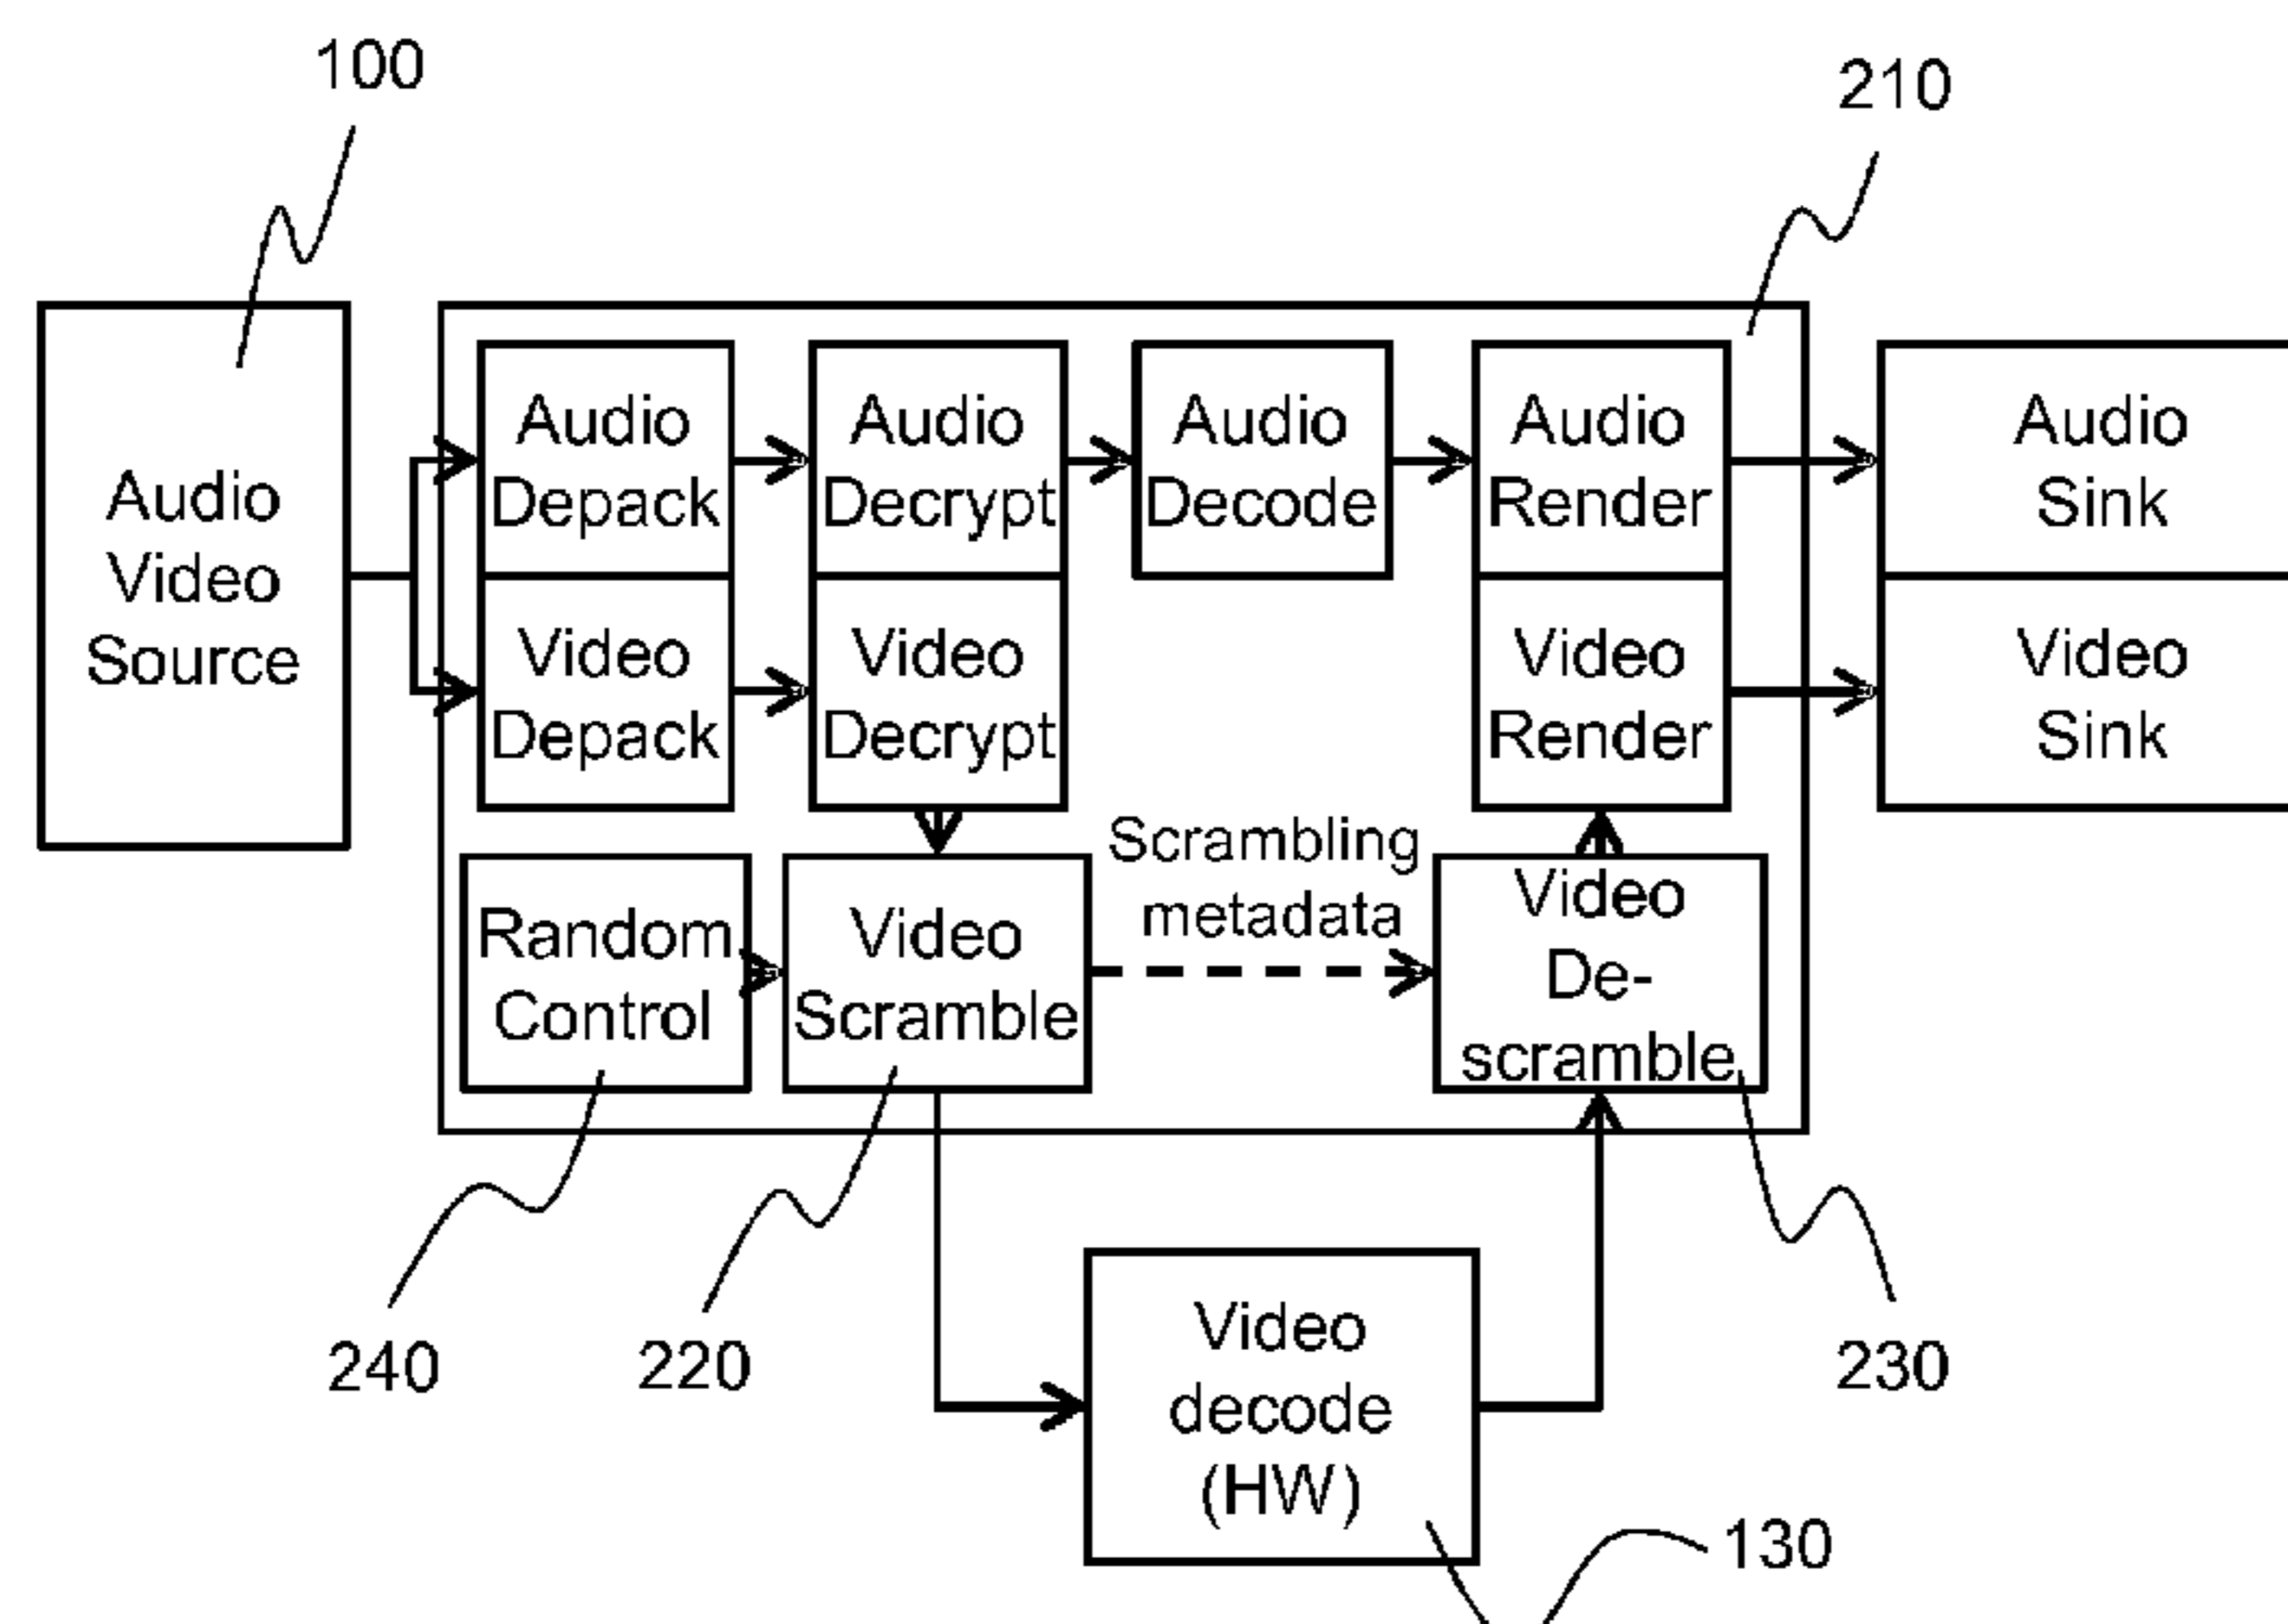 100
210
Audio
Video
Source
Audio
Depack
Audio
Decrypt
Audio
Decode
Audio
Render
Audio
Sink
Video
Depack
Video
Decrypt
Video
Render
Video
Sink
Scrambling
metadata
Random
Control
Video
Scramble
Video
De-
scramble
240
220
230
Video
decode
(HW)
130